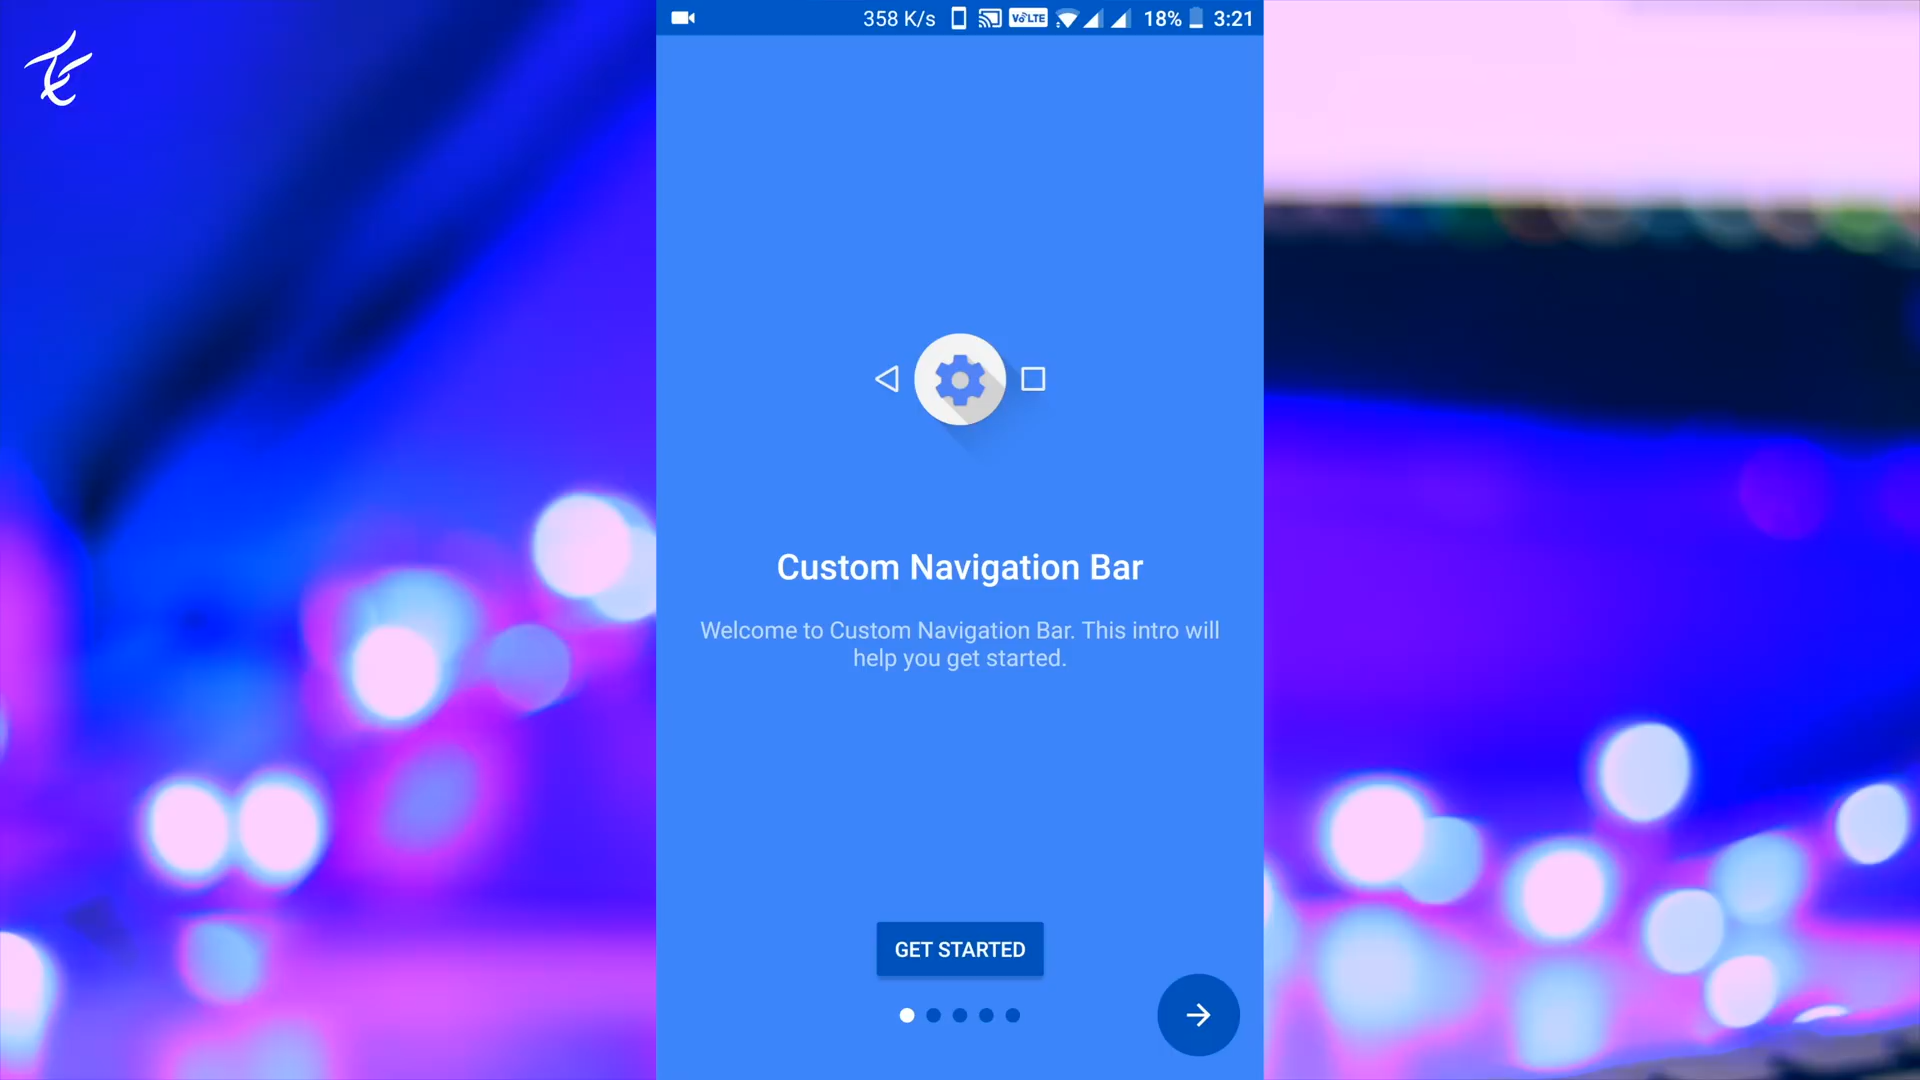 358 K/s VoLTE 18% 3:21
Custom Navigation Bar
Welcome to Custom Navigation Bar. This intro will
help you get started.
GET STARTED